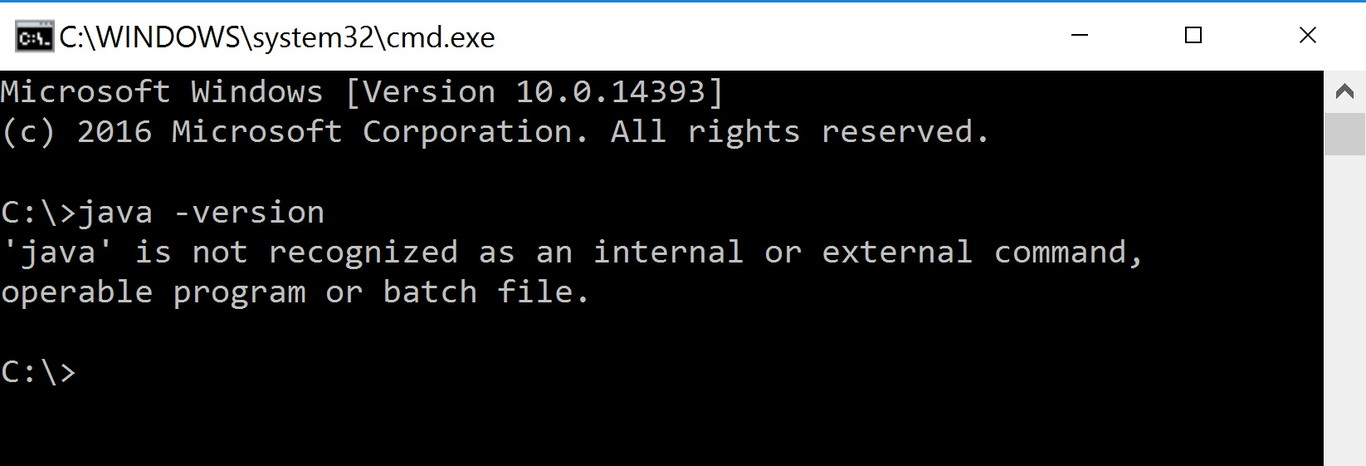 C:\WINDOWS\system32\cmd.exe
Microsoft Windows [Version 10.0.14393]
(c) 2016 Microsoft Corporation. All rights reserved.
C:\>java -version
'java' is not recognized as an internal or external command,
operable program or batch file.
C:\>